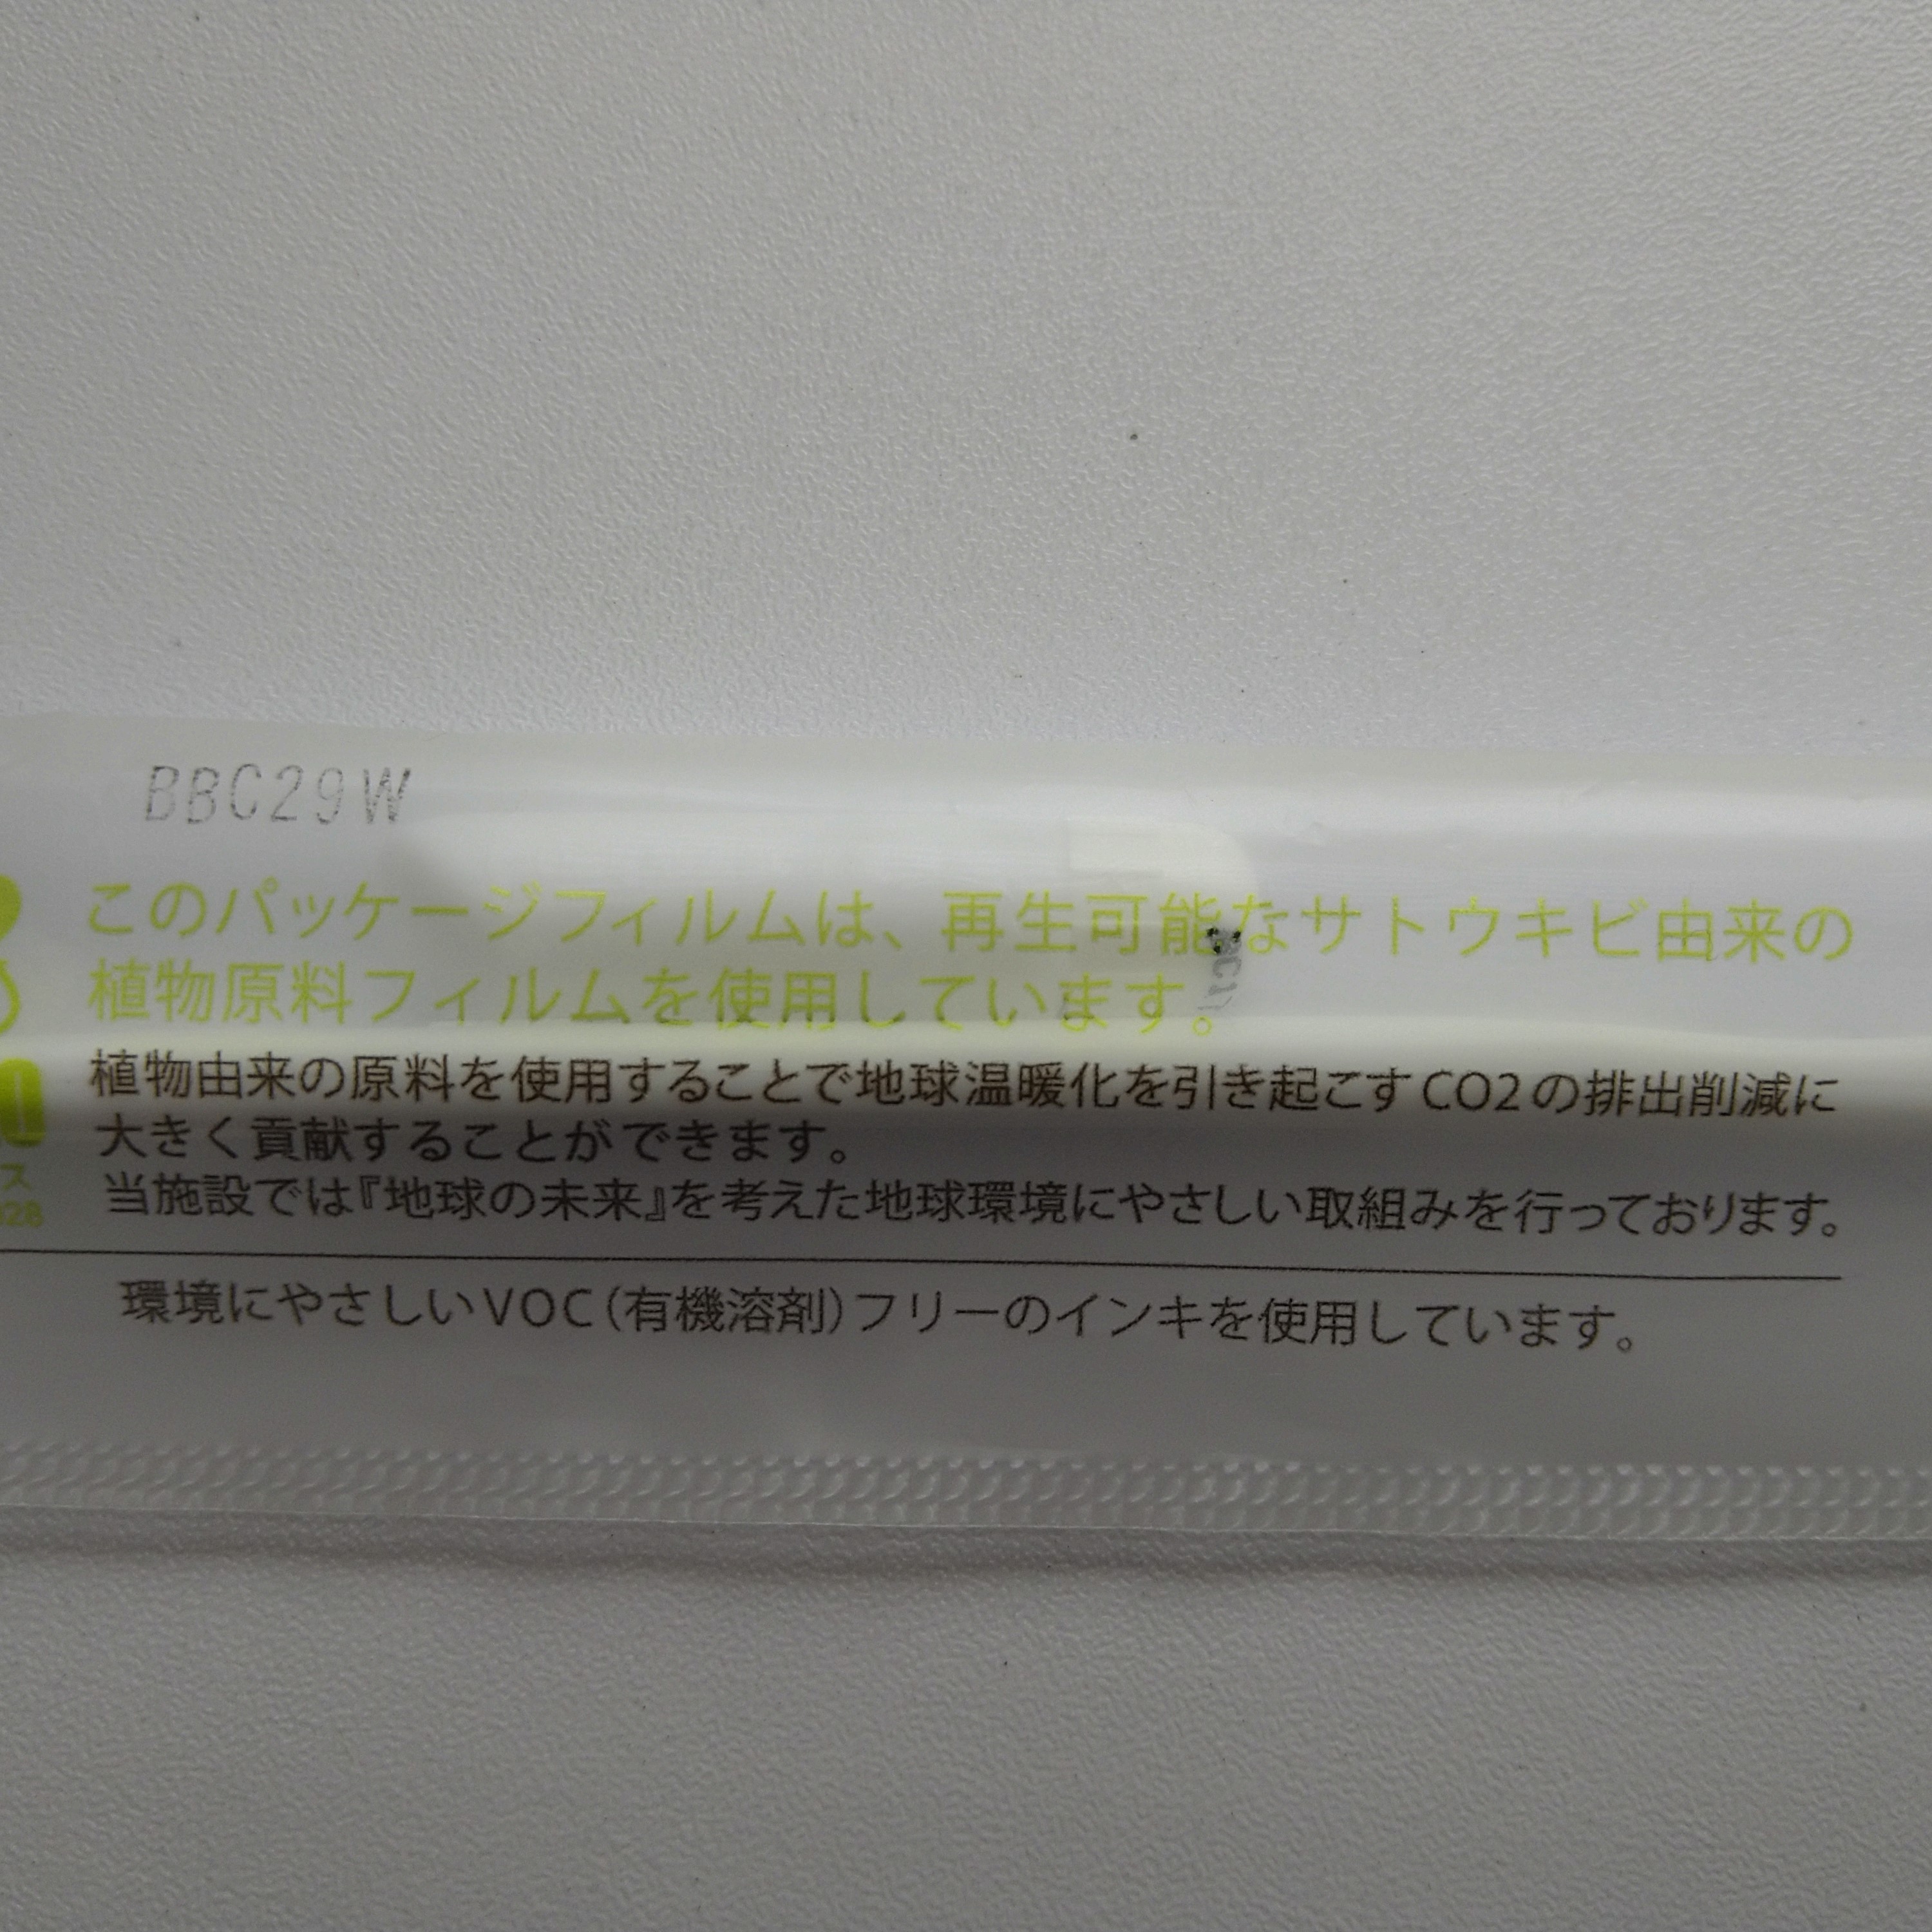 BBC29W
このパッケージフィルムは、再生可能なサトウキビ由来の
植物原料フィルムを使用しています。
植物由来の原料を使用することで地球温暖化を引き起こすCO2の排出削減に
大きく貢献することができます。
当施設では『地球の未来』を考えた地球環境にやさしい取組みを行っております。
環境にやさしいVOC(有機溶剤)フリーのインキを使用しています。